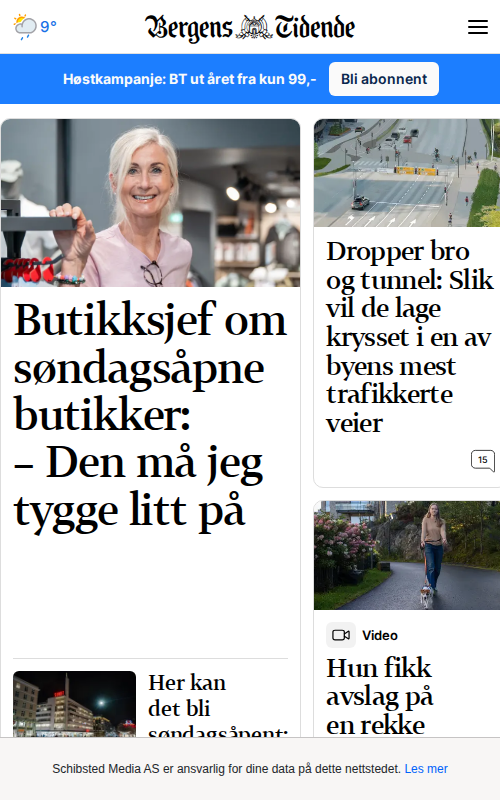 9°
Bergens Tidende
Høstkampanje: BT ut året fra kun 99,-
Bli abonnent
Butikksjef om
søndagsåpne
butikker:
– Den må jeg
tygge litt på
Her kan
det bli
søndagsåpent:
Dropper bro
og tunnel: Slik
vil de lage
krysset i en av
byens mest
trafikkerte
veier
15
Video
Hun fikk
avslag på
en rekke
Schibsted Media AS er ansvarlig for dine data på dette nettstedet. Les mer